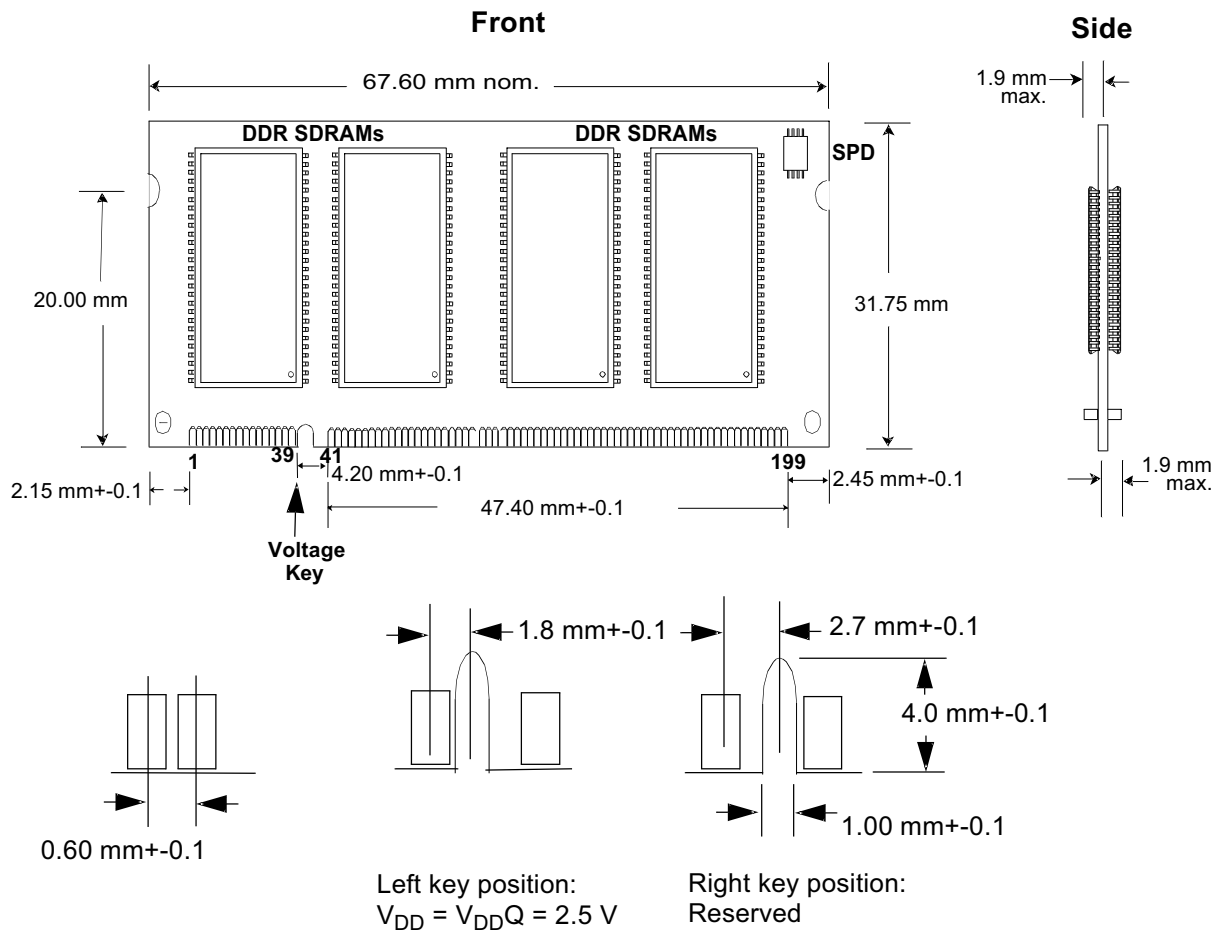 Front
Side
67.60 mm nom.
1.9 mm
max.
DDR SDRAMs
DDR SDRAMs
SPD
20.00 mm
31.75 mm
1
39
41
199
4.20 mm+-0.1
2.15 mm+-0.1
2.45 mm+-0.1
47.40 mm+-0.1
1.9 mm
max.
Voltage
Key
1.8 mm+-0.1
2.7 mm+-0.1
4.0 mm+-0.1
0.60 mm+-0.1
1.00 mm+-0.1
Left key position:
VDD = VDDQ = 2.5 V
Right key position:
Reserved